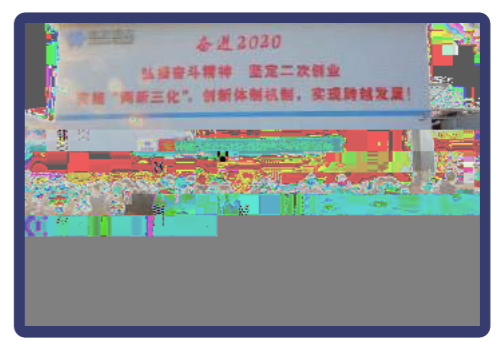 奋进2020
弘扬奋斗精神 坚定二次创业
突围“两新三化”，创新体制机制，实现跨越发展！